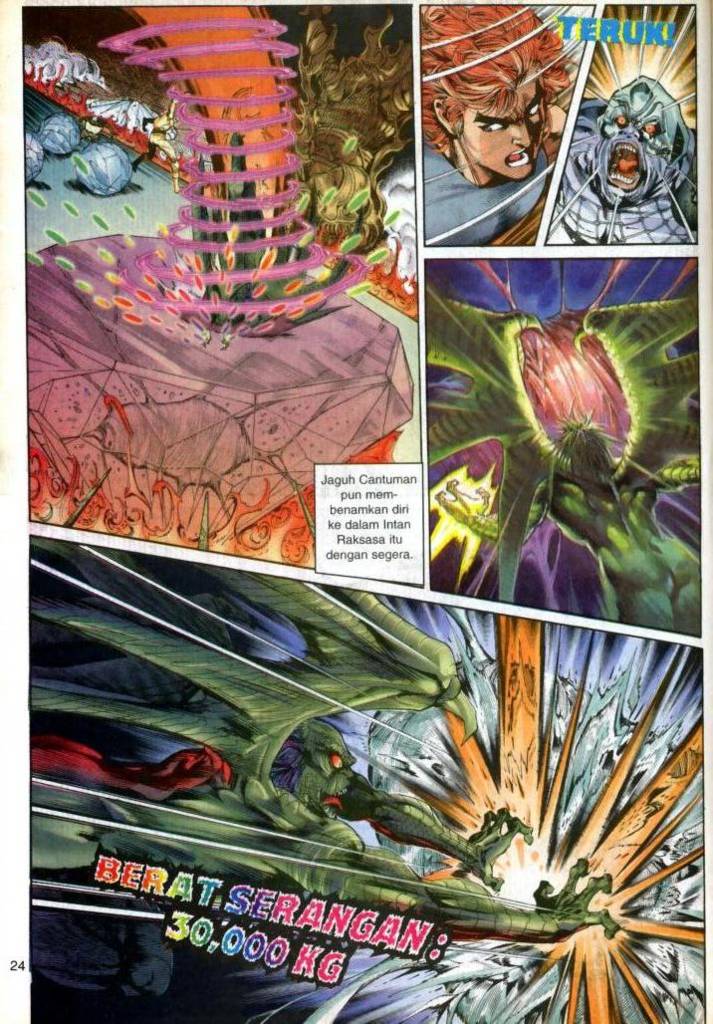 TERUK!
Jaguh Cantuman
pun mem-
benamkan diri
ke dalam Intan
Raksasa itu
dengan segera.
BERAT SERANGAN:
30,000 KG
24